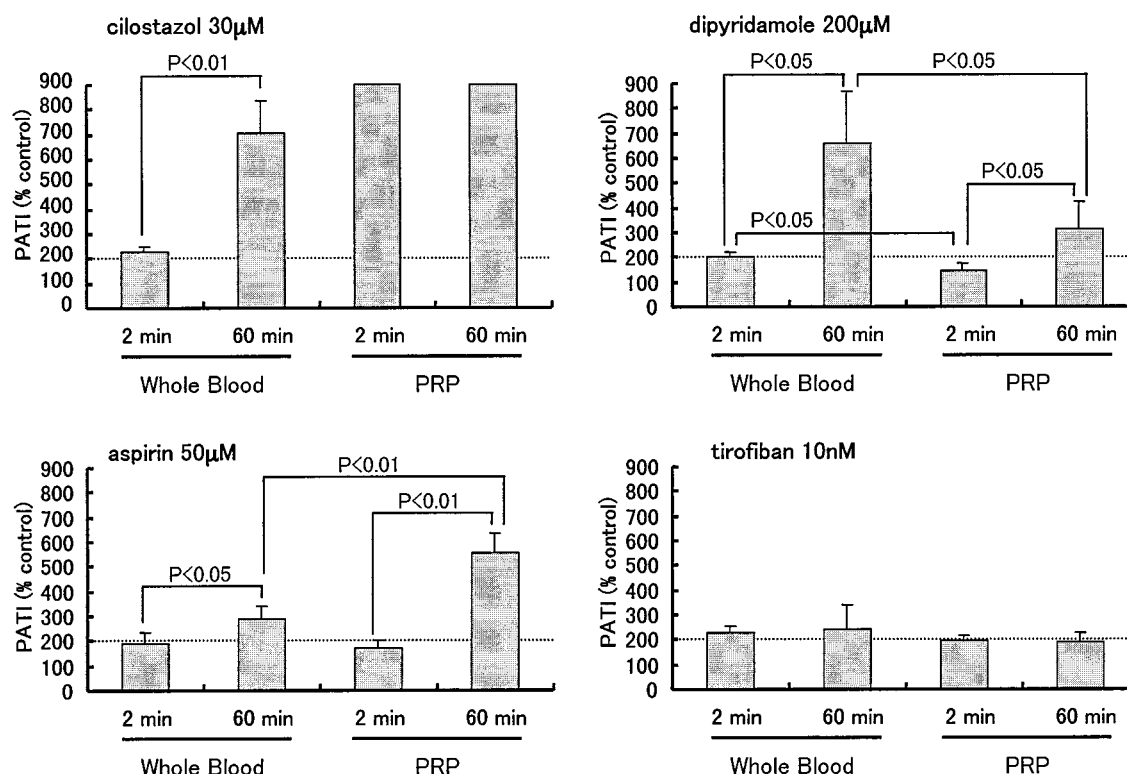 cilostazol 30μM
P<0.01
PATI (% control)
900
800
700
600
500
400
300
200
100
0
2 min 60 min 2 min 60 min
Whole Blood PRP
dipyridamole 200μM
P<0.05 P<0.05
P<0.05
P<0.05
PATI (% control)
900
800
700
600
500
400
300
200
100
0
2 min 60 min 2 min 60 min
Whole Blood PRP
aspirin 50μM
P<0.01
P<0.01
P<0.05
PATI (% control)
900
800
700
600
500
400
300
200
100
0
2 min 60 min 2 min 60 min
Whole Blood PRP
tirofiban 10nM
PATI (% control)
900
800
700
600
500
400
300
200
100
0
2 min 60 min 2 min 60 min
Whole Blood PRP